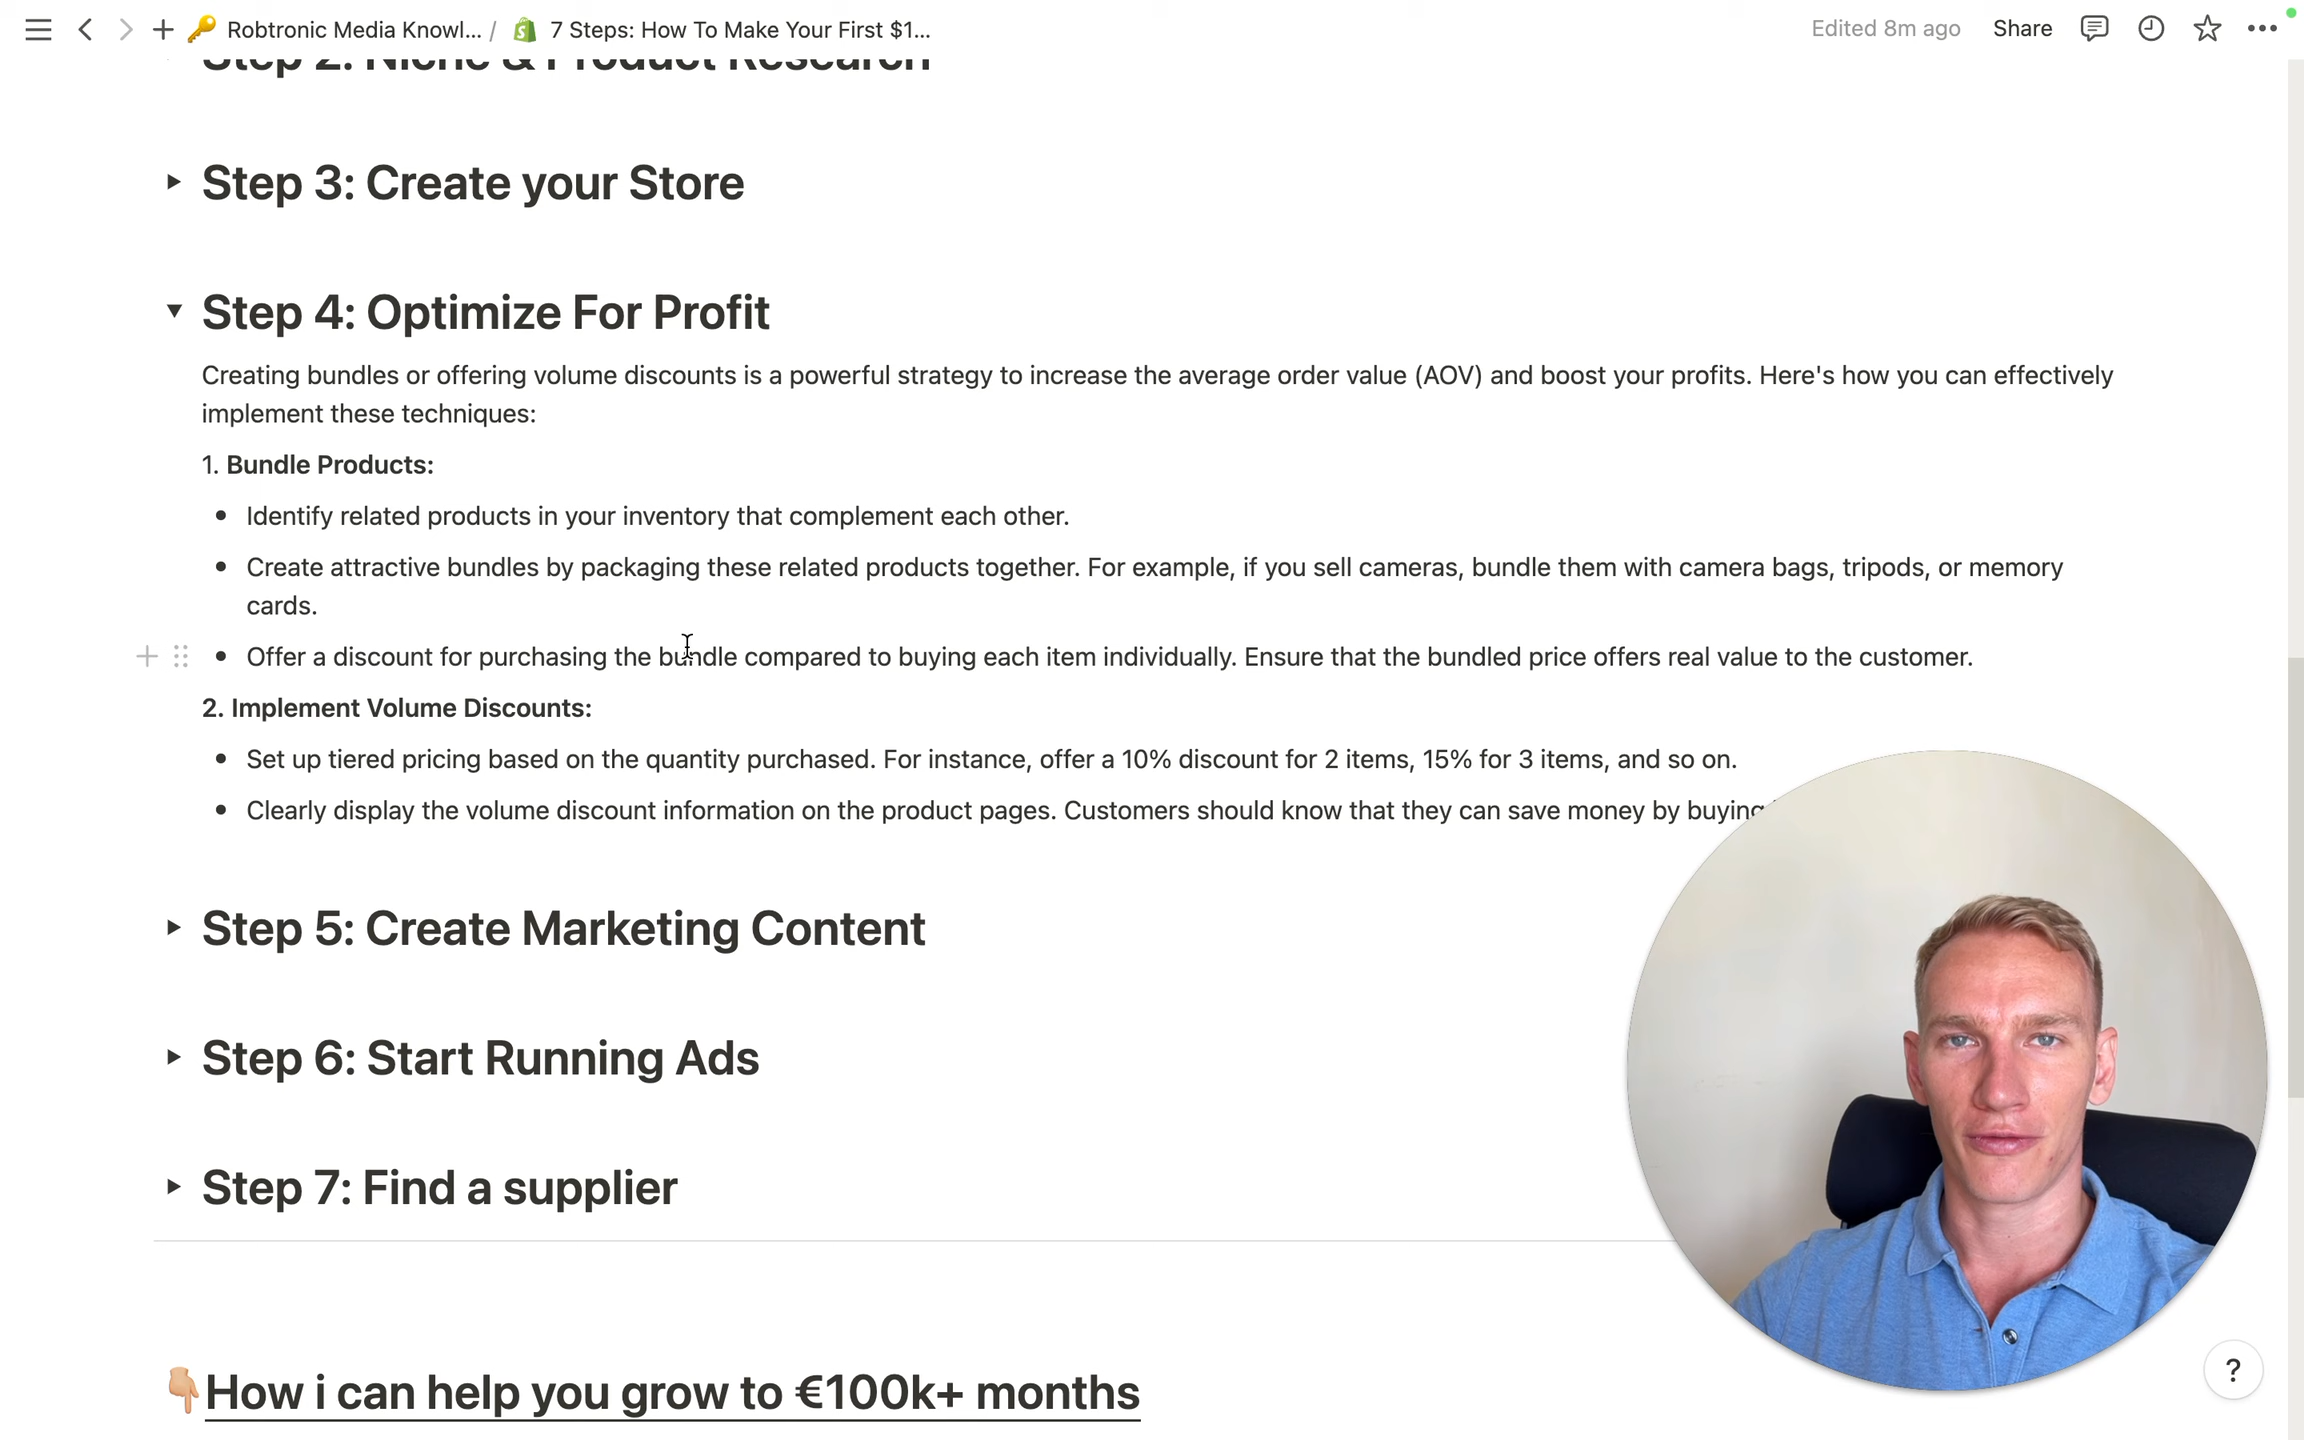 Robtronic Media Knowl... / 7 Steps: How To Make Your First $1...
Edited 8m ago Share
Step 2: Niche & Product Research
Step 3: Create your Store
Step 4: Optimize For Profit
Creating bundles or offering volume discounts is a powerful strategy to increase the average order value (AOV) and boost your profits. Here's how you can effectively
implement these techniques:
1. Bundle Products:
Identify related products in your inventory that complement each other.
Create attractive bundles by packaging these related products together. For example, if you sell cameras, bundle them with camera bags, tripods, or memory
cards.
Offer a discount for purchasing the bundle compared to buying each item individually. Ensure that the bundled price offers real value to the customer.
2. Implement Volume Discounts:
Set up tiered pricing based on the quantity purchased. For instance, offer a 10% discount for 2 items, 15% for 3 items, and so on.
Clearly display the volume discount information on the product pages. Customers should know that they can save money by buying
Step 5: Create Marketing Content
Step 6: Start Running Ads
Step 7: Find a supplier
How i can help you grow to €100k+ months
?